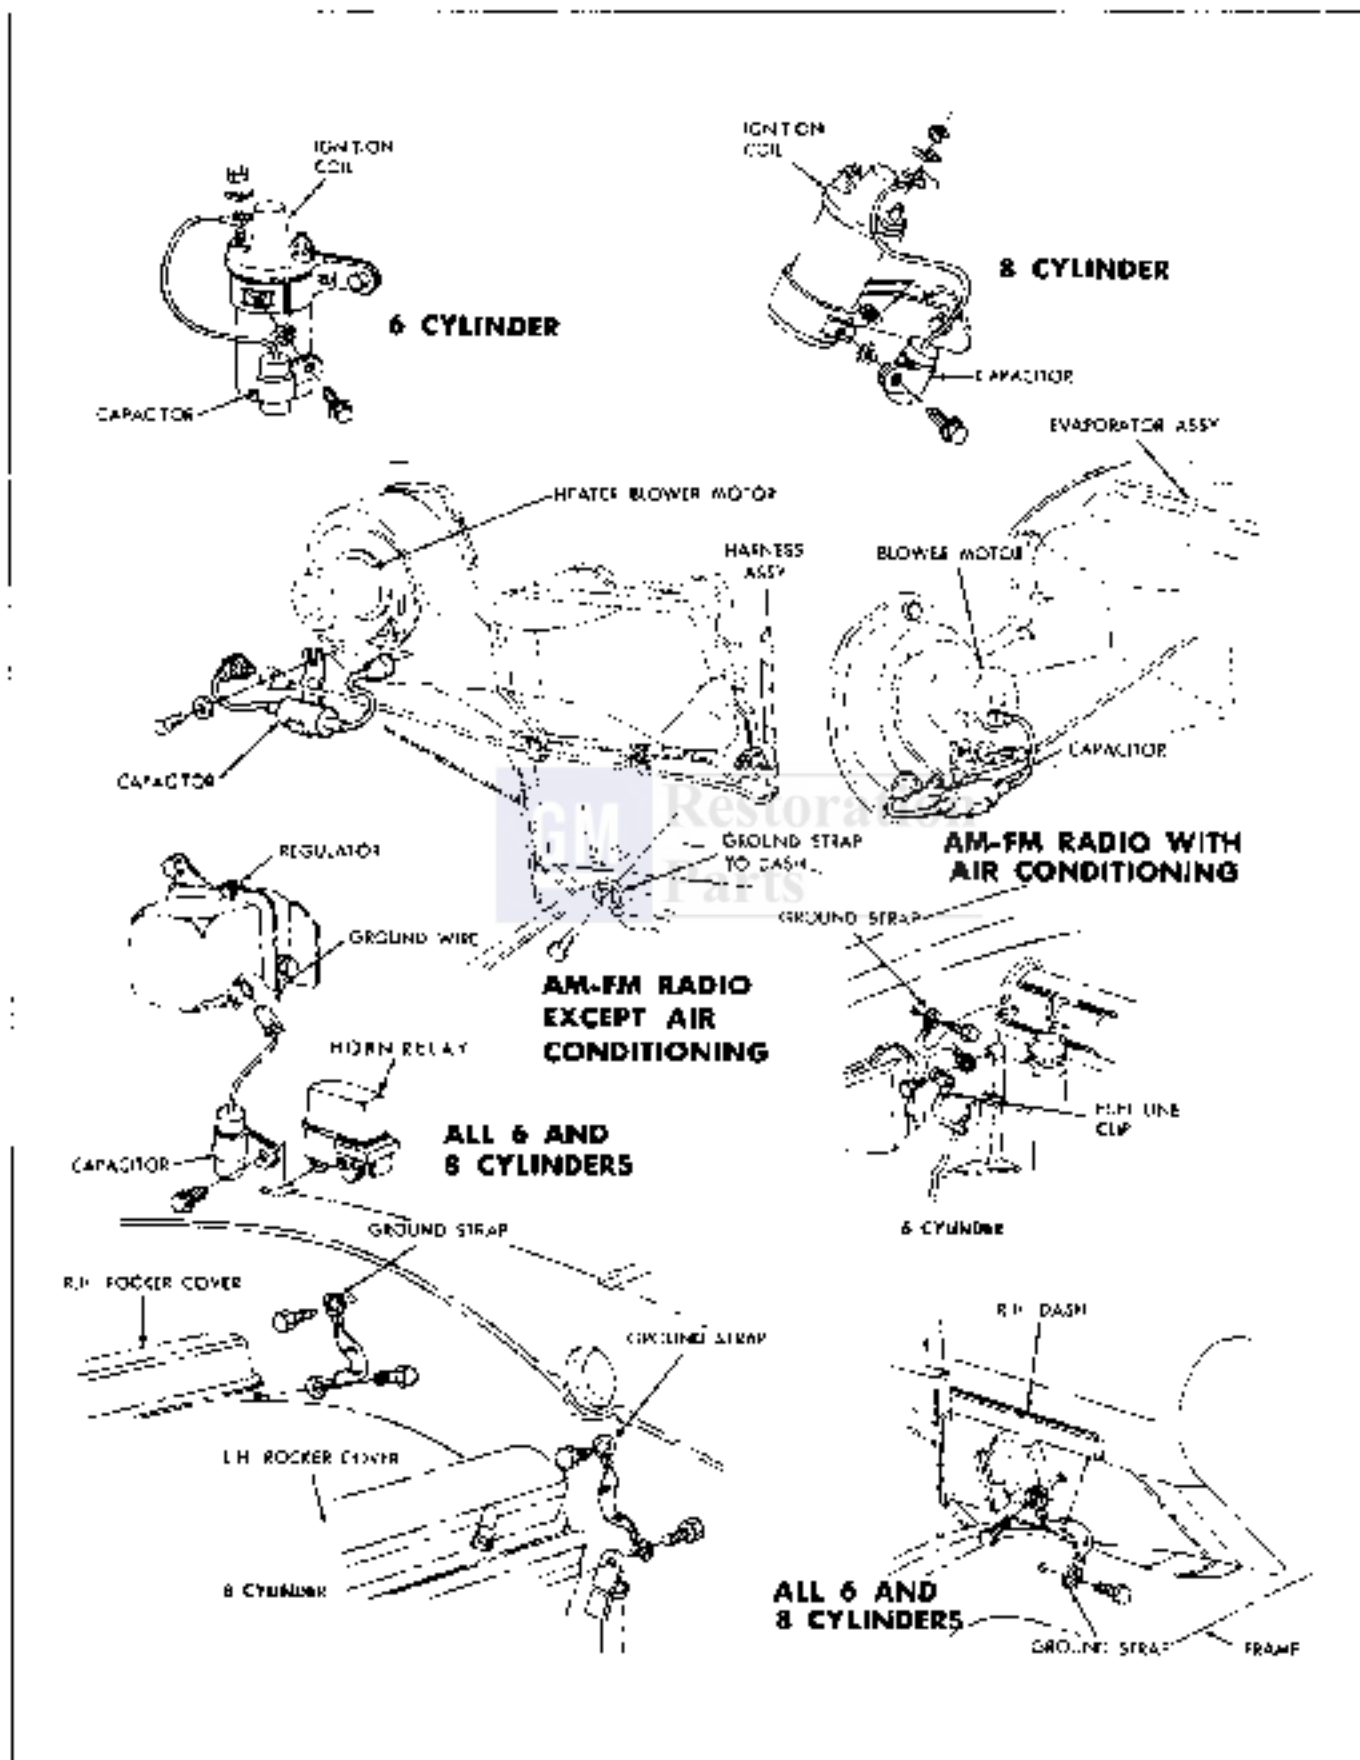 IGNITION
COIL
6 CYLINDER
CAPACITOR
IGNITION
COIL
8 CYLINDER
CAPACITOR
EVAPORATOR ASSY
HEATER BLOWER MOTOR
HARNESS
ASSY
BLOWER MOTOR
CAPACITOR
CAPACITOR
GM
Restoration
Parts
GROUND STRAP
TO DASH
AM-FM RADIO WITH
AIR CONDITIONING
REGULATOR
GROUND WIRE
GROUND STRAP
AM-FM RADIO
EXCEPT AIR
CONDITIONING
HORN RELAY
FUEL LINE
CLIP
ALL 6 AND
8 CYLINDERS
CAPACITOR
6 CYLINDER
GROUND STRAP
R.H. ROCKER COVER
GROUND STRAP
R.H. DASH
L.H. ROCKER COVER
8 CYLINDER
ALL 6 AND
8 CYLINDERS
GROUND STRAP
FRAME